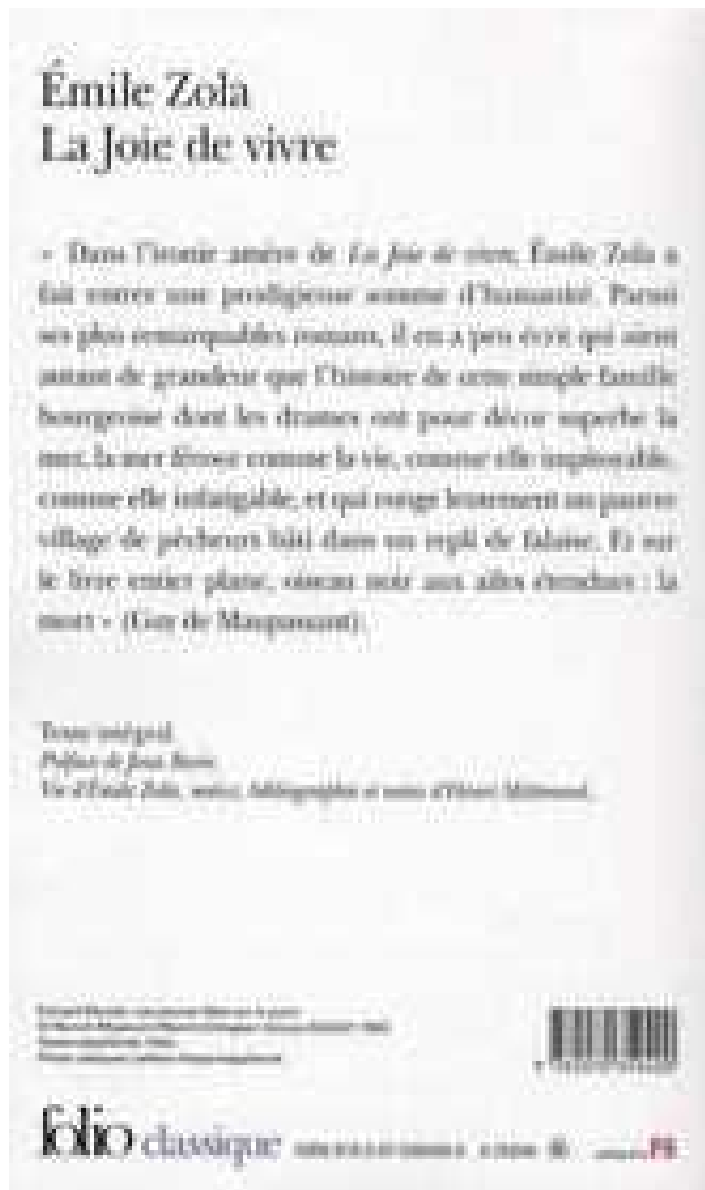 Émile Zola
La Joie de vivre
« Dans l'ironie amère de La Joie de vivre, Émile Zola a
fait entrer une prodigieuse somme d'humanité. Parmi
ses plus remarquables romans, il en a peu écrit qui aient
autant de grandeur que l'histoire de cette simple famille
bourgeoise dont les drames ont pour décor superbe la
mer, la mer féroce comme la vie, comme elle impitoyable,
comme elle infatigable, et qui ronge lentement un pauvre
village de pêcheurs bâti dans un repli de falaise. Et sur
le livre entier plane, oiseau noir aux ailes étendues : la
mort » (Guy de Maupassant).
Texte intégral.
Préface de Jean Borie.
Vie d'Émile Zola, notice, bibliographie et notes d'Henri Mitterand.
folio classique